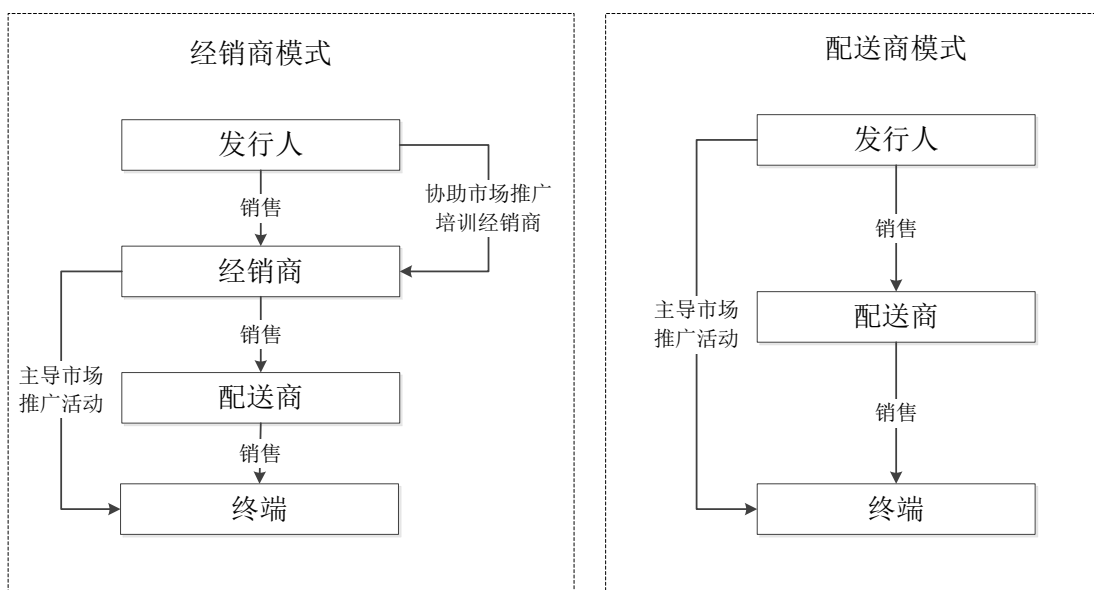 经销商模式
发行人
销售
协助市场推广
培训经销商
经销商
销售
主导市场
推广活动
配送商
销售
终端
配送商模式
发行人
销售
主导市场
推广活动
配送商
销售
终端